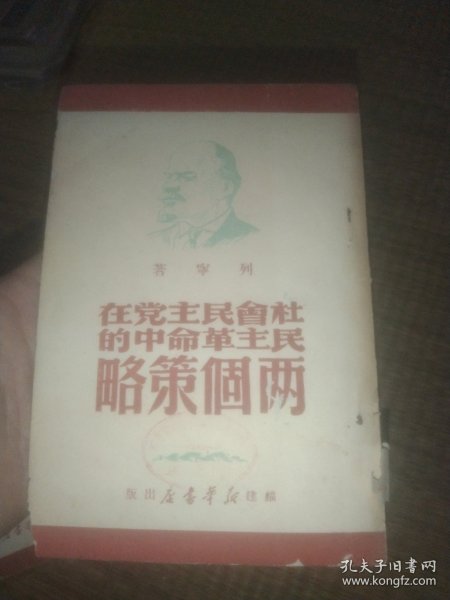 列寧著
社會民主党在
民主革命中的
两個策略
福建新華書店出版
孔夫子旧书网
www.kongfz.com